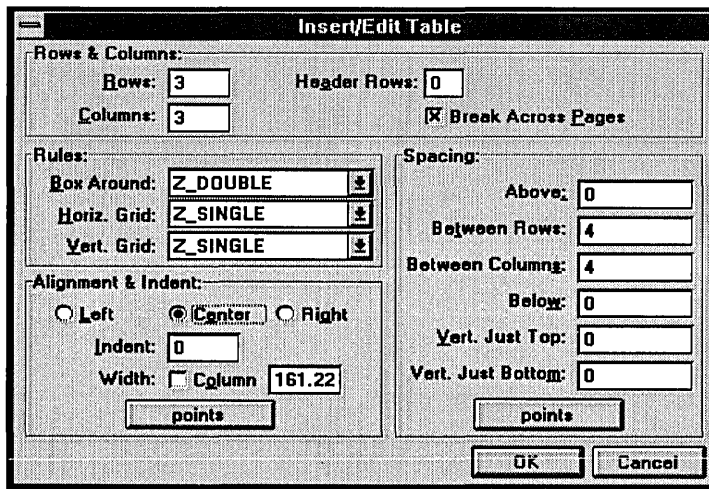 Insert/Edit Table
Rows & Columns:
Rows: 3 Header Rows: 0
Columns: 3 Break Across Pages
Rules:
Box Around: Z_DOUBLE
Horiz. Grid: Z_SINGLE
Vert. Grid: Z_SINGLE
Alignment & Indent:
Left Center Right
Indent: 0
Width: Column 161.22
points
Spacing:
Above: 0
Between Rows: 4
Between Columns: 4
Below: 0
Vert. Just Top: 0
Vert. Just Bottom: 0
points
OK Cancel